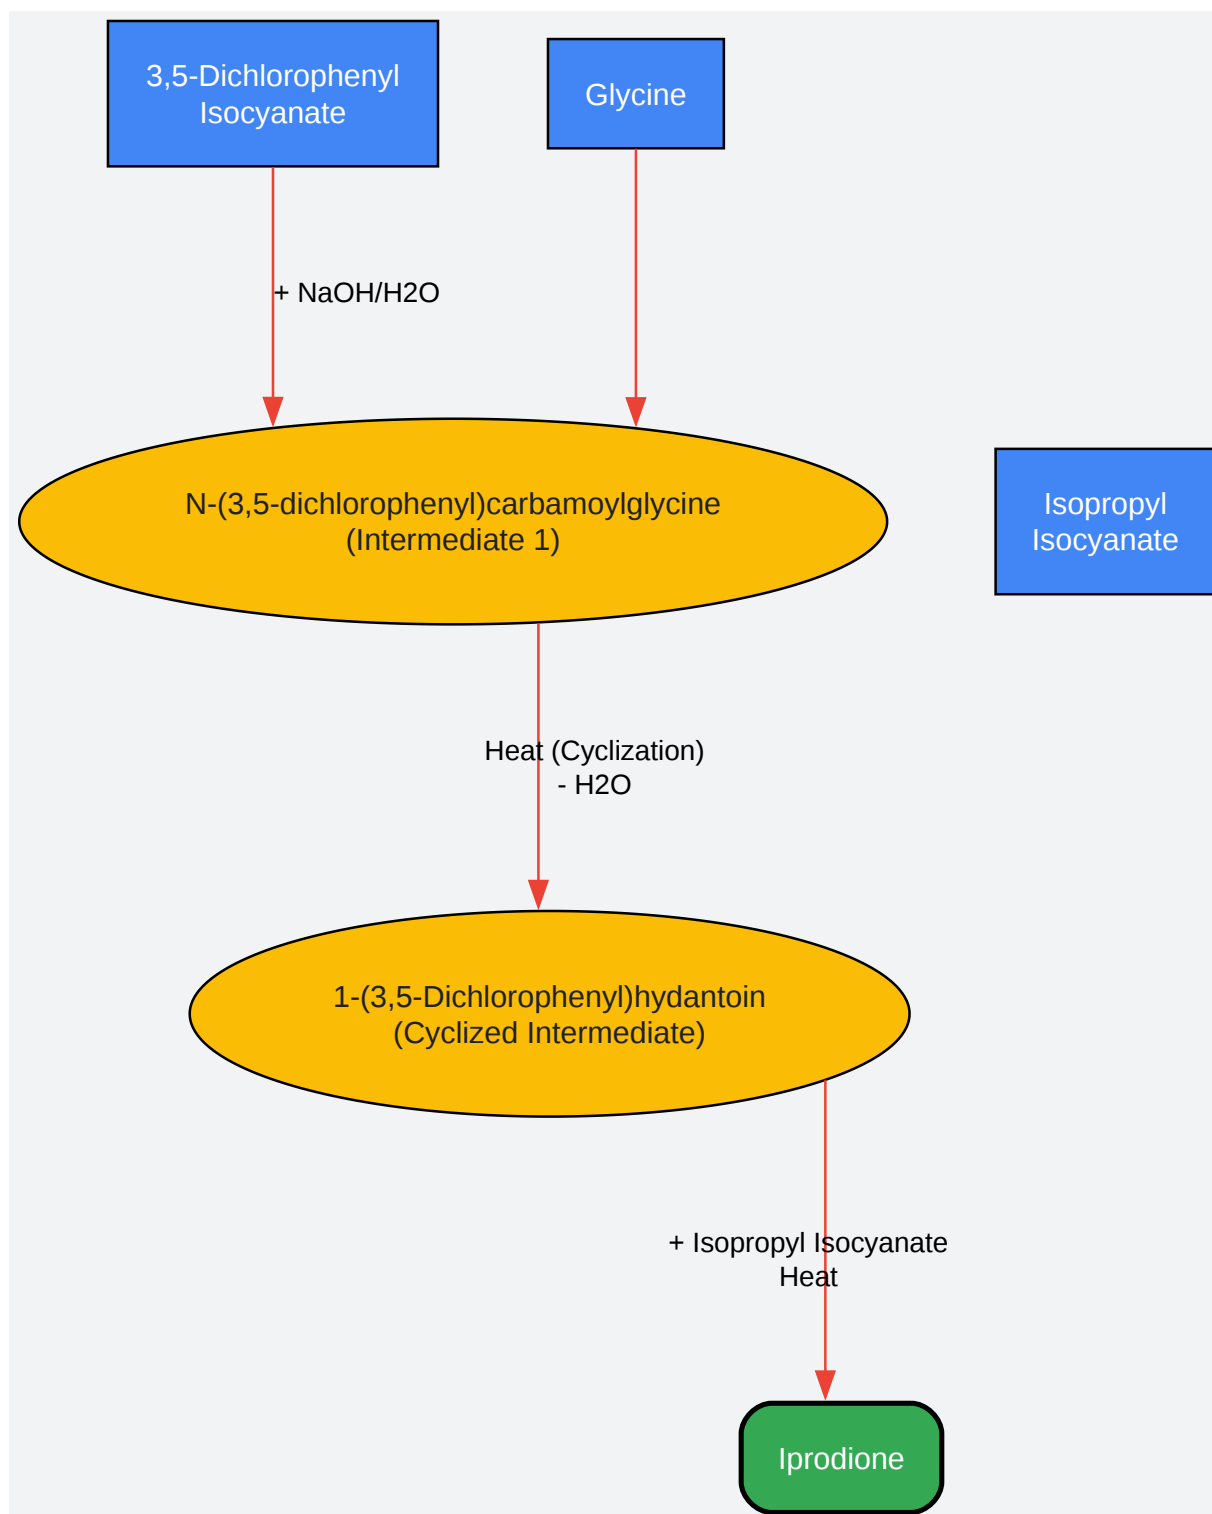 3,5-Dichlorophenyl
Isocyanate
Glycine
+ NaOH/H2O
N-(3,5-dichlorophenyl)carbamoylglycine
(Intermediate 1)
Isopropyl
Isocyanate
Heat (Cyclization)
- H2O
1-(3,5-Dichlorophenyl)hydantoin
(Cyclized Intermediate)
+ Isopropyl Isocyanate
Heat
Iprodione